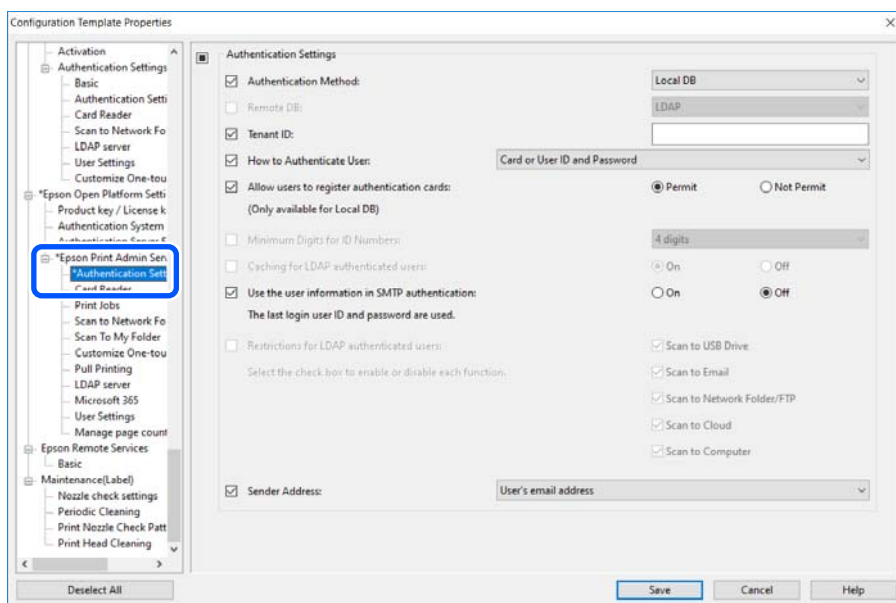 Configuration Template Properties
Activation
Authentication Settings
Basic
Authentication Setti
Card Reader
Scan to Network Fo
LDAP server
User Settings
Customize One-tou
*Epson Open Platform Setti
Product key / License k
Authentication System
Authentication Server S
*Epson Print Admin Ser
*Authentication Sett
Card Reader
Print Jobs
Scan to Network Fo
Scan To My Folder
Customize One-tou
Pull Printing
LDAP server
Microsoft 365
User Settings
Manage page count
Epson Remote Services
Basic
Maintenance(Label)
Nozzle check settings
Periodic Cleaning
Print Nozzle Check Patt
Print Head Cleaning
Deselect All
Authentication Settings
Authentication Method: Local DB
Remote DB: LDAP
Tenant ID:
How to Authenticate User: Card or User ID and Password
Allow users to register authentication cards: Permit Not Permit
(Only available for Local DB)
Minimum Digits for ID Numbers: 4 digits
Caching for LDAP authenticated users: On Off
Use the user information in SMTP authentication: On Off
The last login user ID and password are used.
Restrictions for LDAP authenticated users: Scan to USB Drive
Select the check box to enable or disable each function. Scan to Email
Scan to Network Folder/FTP
Scan to Cloud
Scan to Computer
Sender Address: User's email address
Save Cancel Help